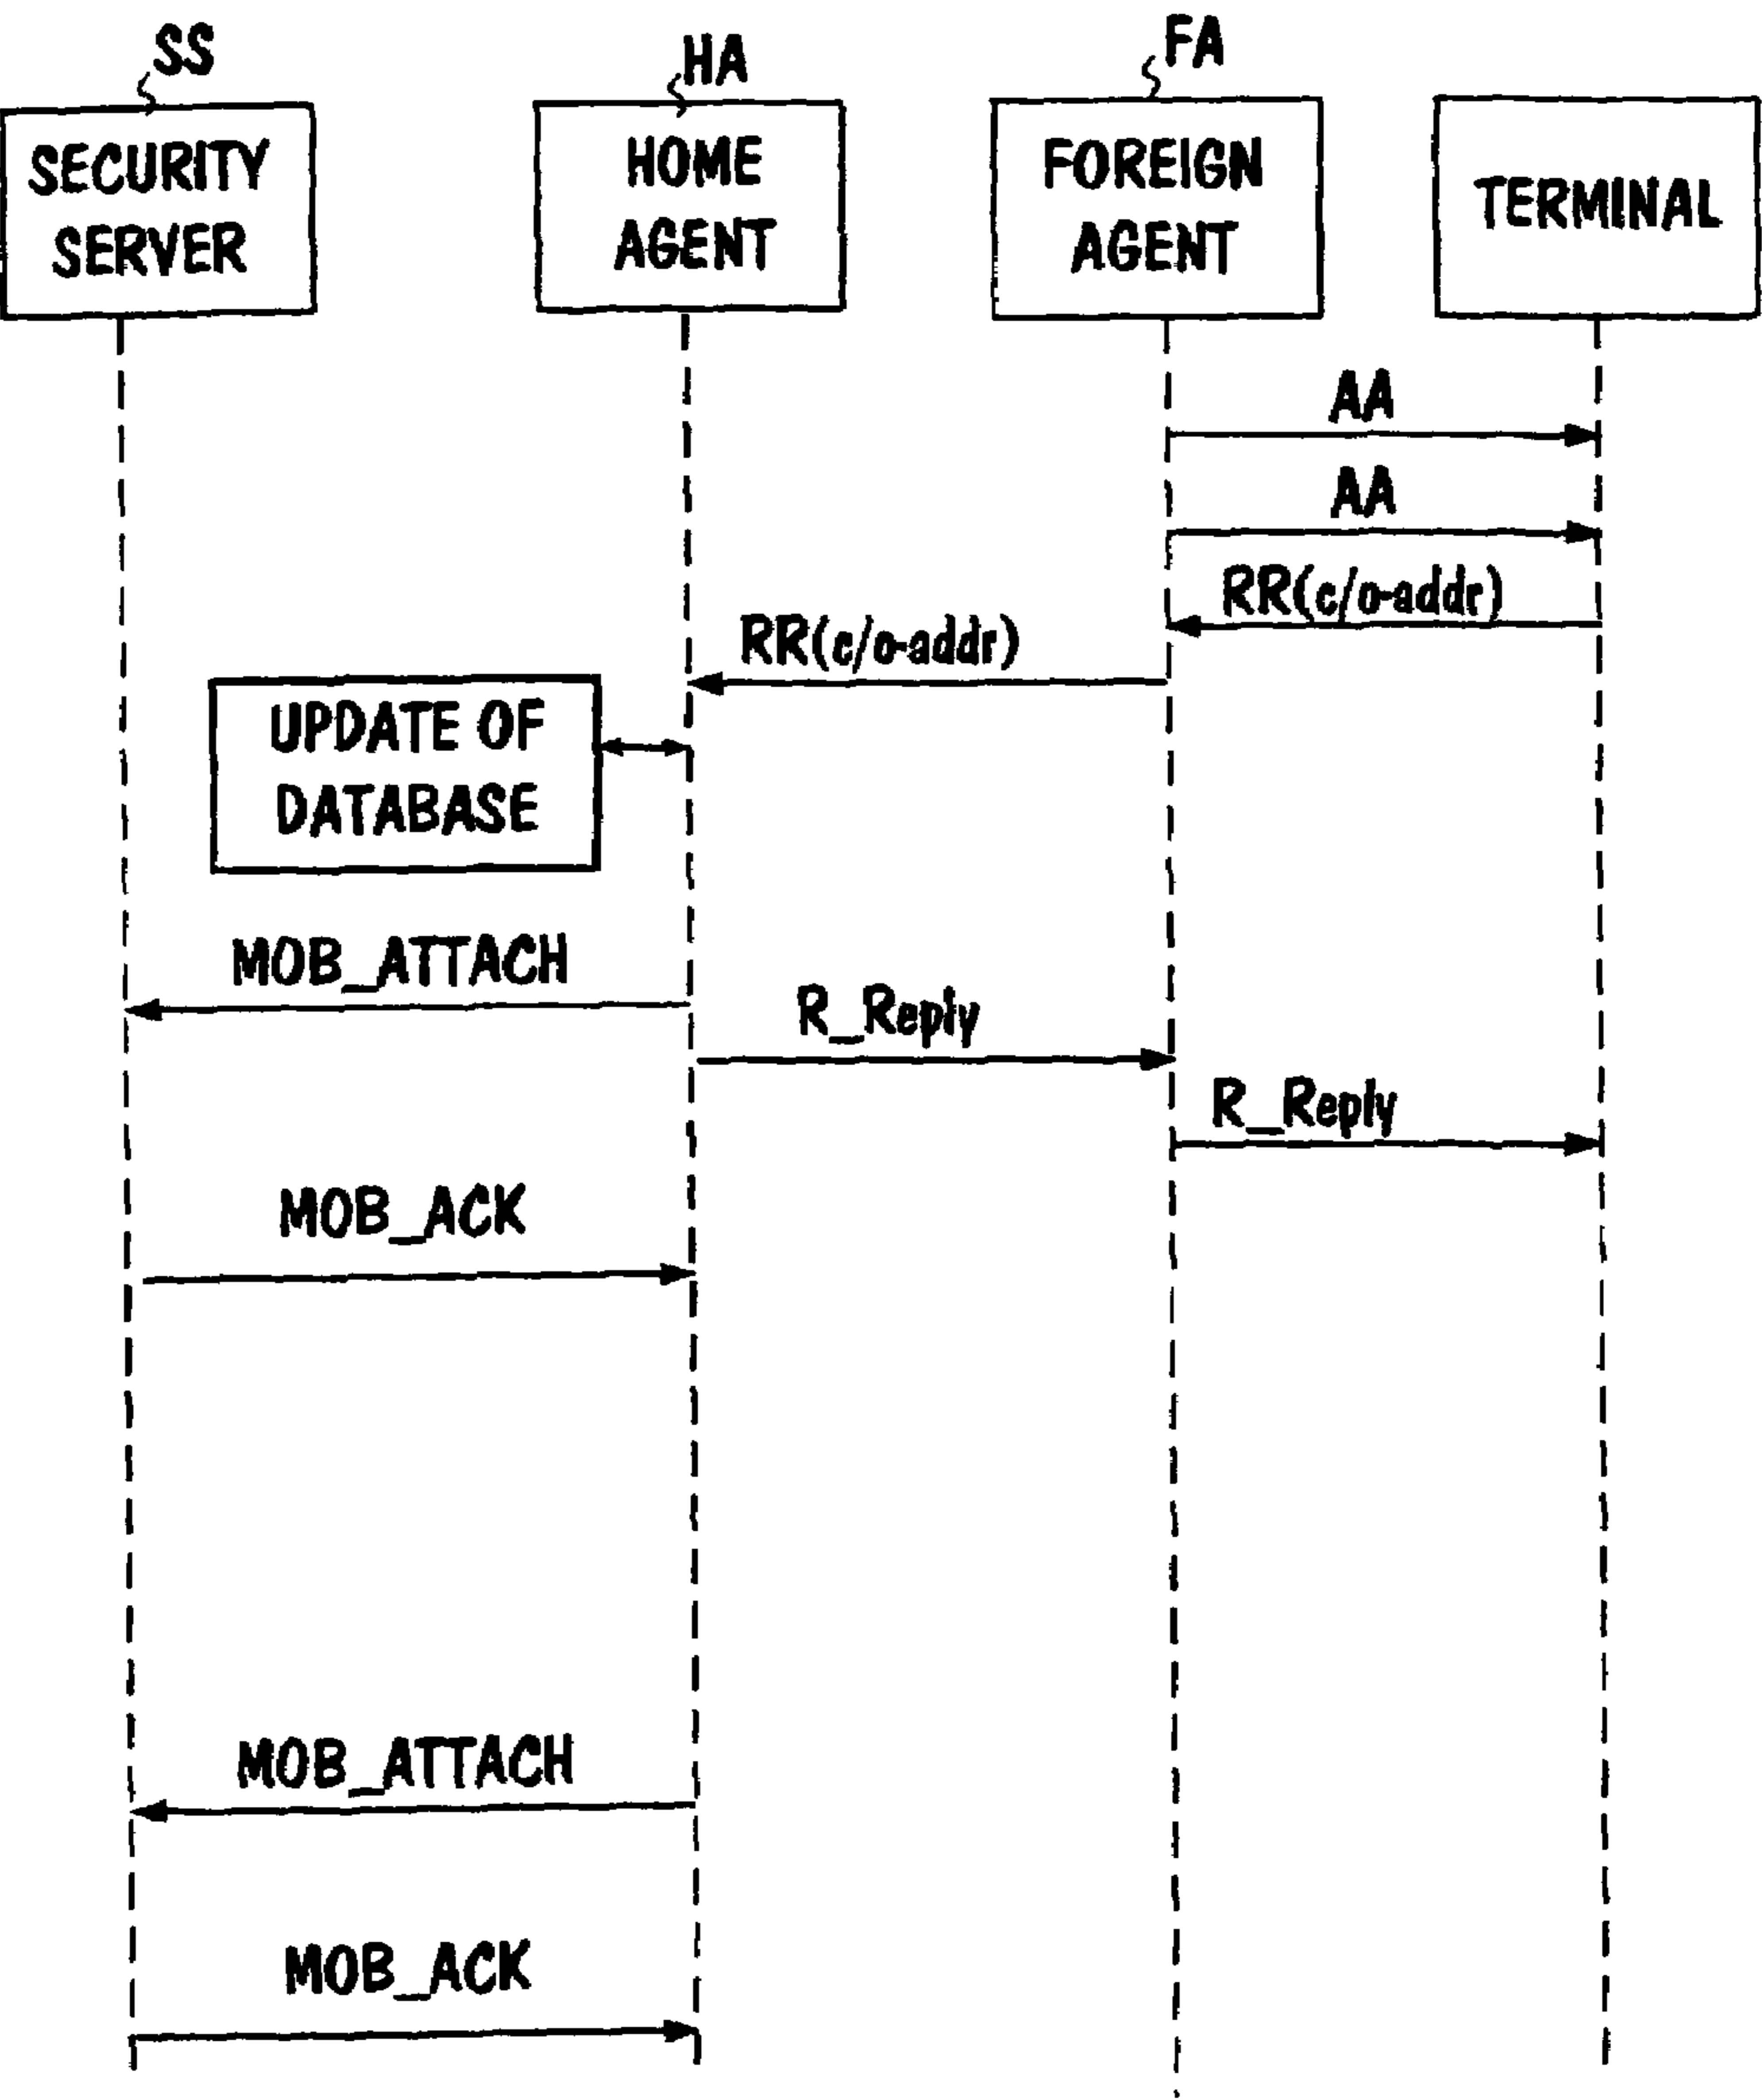 SS
HA
FA
SECURITY
SERVER
HOME
AGENT
FOREIGN
AGENT
TERMINAL
AA
AA
RR(c/o-addr)
RR(c/o-addr)
UPDATE OF
DATABASE
MOB_ATTACH
R_Reply
R_Reply
MOB_ACK
MOB_ATTACH
MOB_ACK